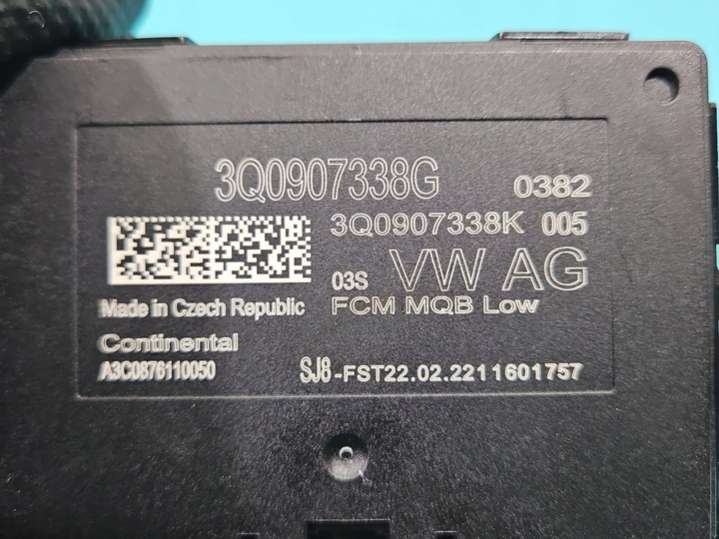 3Q0907338G 0382
3Q0907338K 005
03S VW AG
Made in Czech Republic FCM MQB Low
Continental
A3C0876110050 SJ8-FST22.02.2211601757